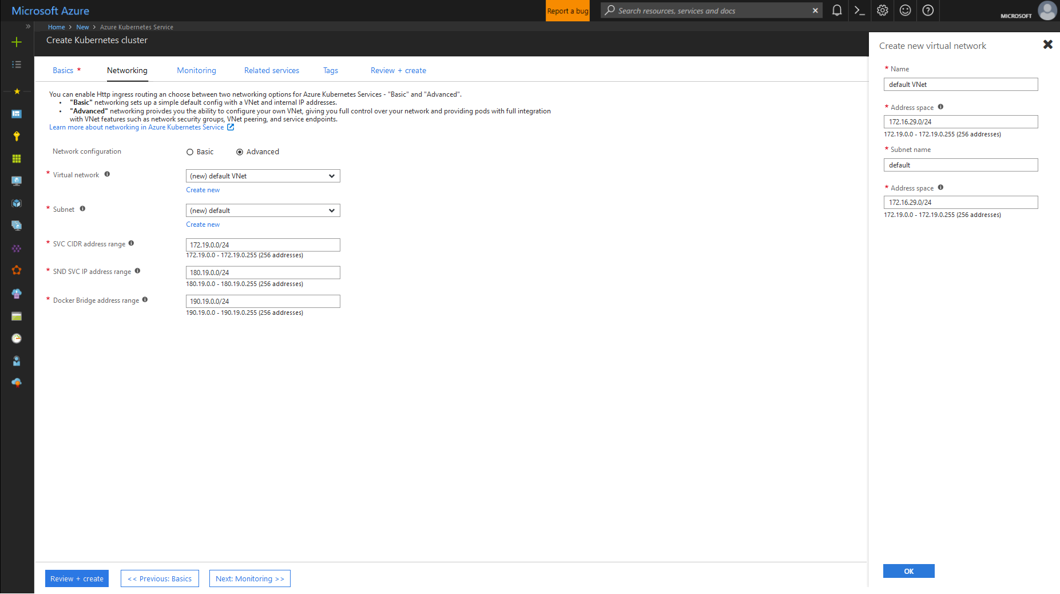 Microsoft Azure
Report a bug
Search resources, services and docs
MICROSOFT
Home > New > Azure Kubernetes Service
Create Kubernetes cluster
Basics *
Networking
Monitoring
Related services
Tags
Review + create
You can enable Http ingress routing an choose between two networking options for Azure Kubernetes Services - "Basic" and "Advanced".
• "Basic" networking sets up a simple default config with a VNet and internal IP addresses.
• "Advanced" networking proivdes you the ability to configure your own VNet, giving you full control over your network and providing pods with full integration
with VNet features such as network security groups, VNet peering, and service endpoints.
Learn more about networking in Azure Kubernetes Service
Network configuration
Basic
Advanced
* Virtual network
(new) default VNet
Create new
* Subnet
(new) default
Create new
* SVC CIDR address range
172.19.0.0/24
172.19.0.0 - 172.19.0.255 (256 addresses)
* SND SVC IP address range
180.19.0.0/24
180.19.0.0 - 180.19.0.255 (256 addresses)
* Docker Bridge address range
190.19.0.0/24
190.19.0.0 - 190.19.0.255 (256 addresses)
Review + create
<< Previous: Basics
Next: Monitoring >>
Create new virtual network
* Name
default VNet
* Address space
172.16.29.0/24
172.19.0.0 - 172.19.0.255 (256 addresses)
* Subnet name
default
* Address space
172.16.29.0/24
172.19.0.0 - 172.19.0.255 (256 addresses)
OK